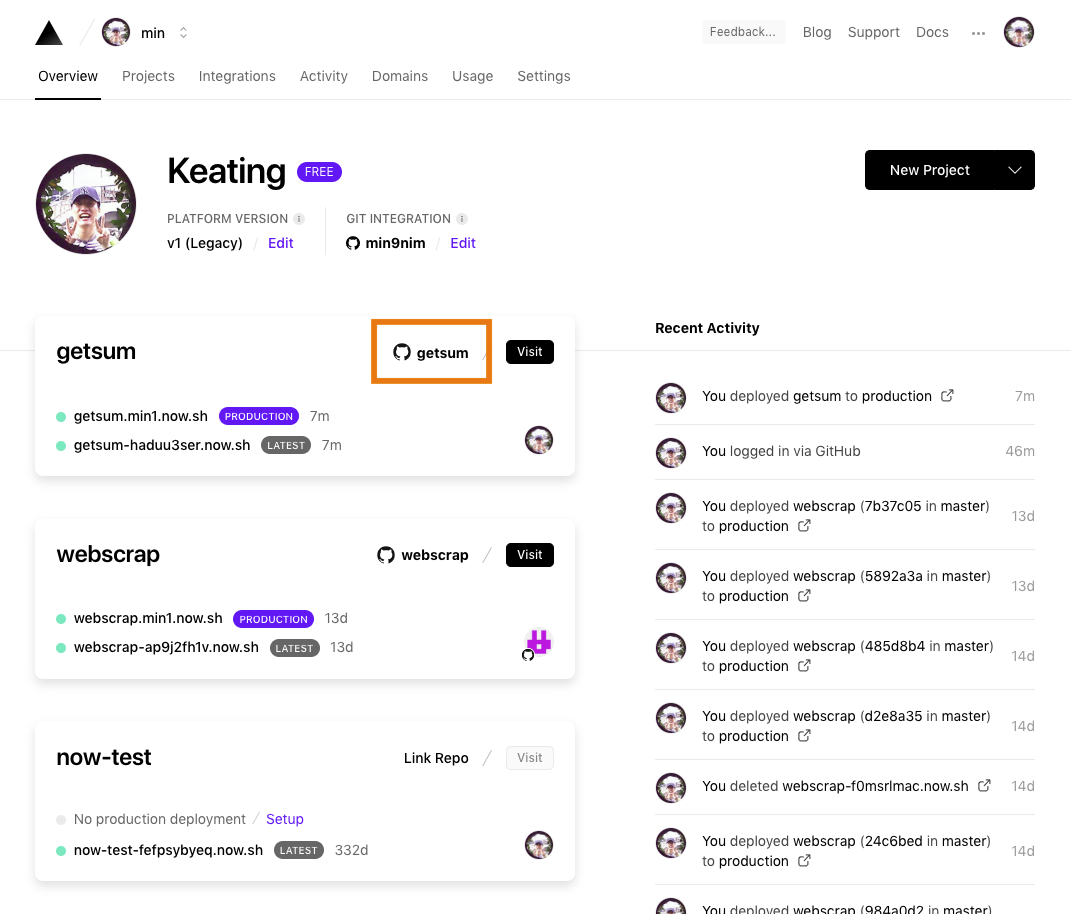 min
Feedback...
Blog
Support
Docs
Overview
Projects
Integrations
Activity
Domains
Usage
Settings
Keating FREE
New Project
PLATFORM VERSION
v1 (Legacy) / Edit
GIT INTEGRATION
min9nim / Edit
getsum
getsum / Visit
getsum.min1.now.sh PRODUCTION 7m
getsum-haduu3ser.now.sh LATEST 7m
webscrap
webscrap / Visit
webscrap.min1.now.sh PRODUCTION 13d
webscrap-ap9j2fh1v.now.sh LATEST 13d
now-test
Link Repo / Visit
No production deployment / Setup
now-test-fefpsybyeq.now.sh LATEST 332d
Recent Activity
You deployed getsum to production 7m
You logged in via GitHub 46m
You deployed webscrap (7b37c05 in master)
to production 13d
You deployed webscrap (5892a3a in master)
to production 13d
You deployed webscrap (485d8b4 in master)
to production 14d
You deployed webscrap (d2e8a35 in master)
to production 14d
You deleted webscrap-f0msrlmac.now.sh 14d
You deployed webscrap (24c6bed in master)
to production 14d
You deployed webscrap (984a0d2 in master)